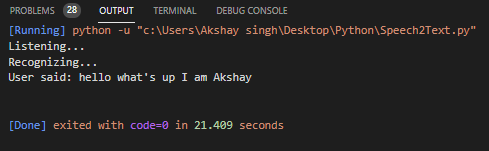 PROBLEMS 28 OUTPUT TERMINAL DEBUG CONSOLE
[Running] python -u "c:\Users\Akshay singh\Desktop\Python\Speech2Text.py"
Listening...
Recognizing...
User said: hello what's up I am Akshay
[Done] exited with code=0 in 21.409 seconds